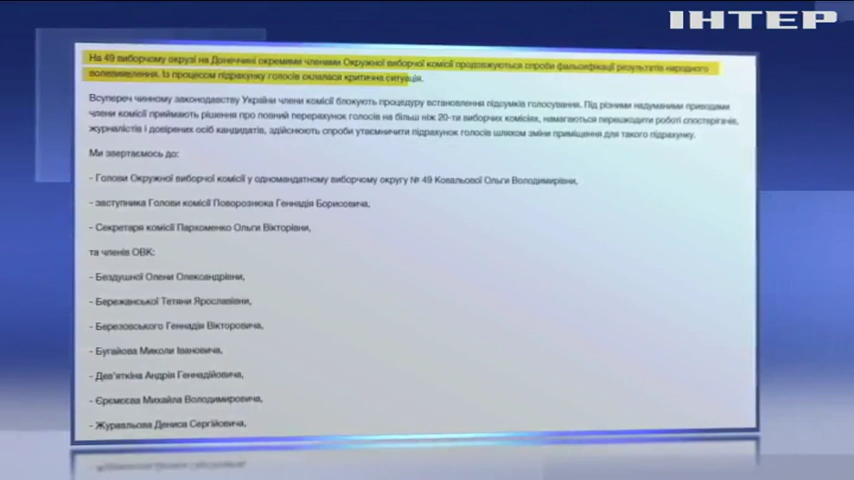 ІНТЕР
На 49 виборчому окрузі на Донеччині окремими членами Окружної виборчої комісії продовжуються спроби фальсифікації результатів народного
волевиявлення. Із процесом підрахунку голосів склалася критична ситуація.
Всупереч чинному законодавству України члени комісії блокують процедуру встановлення підсумків голосування. Під різними надуманими приводами
члени комісії приймають рішення про повний перерахунок голосів на більш ніж 20-ти виборчих комісіях, намагаються перешкодити роботі спостерігачів,
журналістів і довірених осіб кандидатів, здійснюють спроби утаємничити підрахунок голосів шляхом зміни приміщення для такого підрахунку.
Ми звертаємось до:
- Голови Окружної виборчої комісії у одномандатному виборчому округу № 49 Ковальової Ольги Володимирівни,
- заступника Голови комісії Поворознюка Геннадія Борисовича,
- Секретаря комісії Пархоменко Ольги Вікторівни,
та членів ОВК:
- Бездушної Олени Олександрівни,
- Бережанської Тетяни Ярославівни,
- Березовського Геннадія Вікторовича,
- Бугайова Миколи Івановича,
- Дев'яткіна Андрія Геннадійовича,
- Єремєєва Михайла Володимировича,
- Журавльова Дениса Сергійовича,